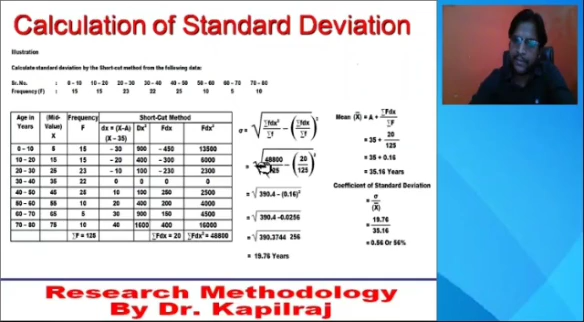 Calculation of Standard Deviation
Illustration
Calculate standard deviation by the Short-cut method from the following data:
Sr. No. : 0 – 10 10 – 20 20 – 30 30 – 40 40 – 50 50 – 60 60 – 70 70 – 80
Frequency (F) : 15 15 23 22 25 10 5 10
Age in Years (Mid-Value) X Frequency F Short-Cut Method
dx = (X-A) (X – 35) Dx² Fdx Fdx²
0 – 10 5 15 – 30 900 – 450 13500
10 – 20 15 15 – 20 400 – 300 6000
20 – 30 25 23 – 10 100 – 230 2300
30 – 40 35 22 0 0 0 0
40 – 50 45 25 10 100 250 2500
50 – 60 55 10 20 400 200 4000
60 – 70 65 5 30 900 150 4500
70 – 80 75 10 40 1600 400 16000
∑F = 125 ∑Fdx = 20 ∑Fdx² = 48800
σ = √ ∑fdx² / ∑f – (∑fdx / ∑f)²
= √ 48800 / 125 – (20 / 125)²
= √ 390.4 – (0.16)²
= √ 390.4 -0.0256
= √ 390.3744 256
= 19.76 Years
Mean (X̄) = A + ∑Fdx / ∑F
= 35 + 20 / 125
= 35 + 0.16
= 35.16 Years
Coefficient of Standard Deviation
= σ / (X̄)
= 19.76 / 35.16
= 0.56 Or 56%
Research Methodology
By Dr. Kapilraj